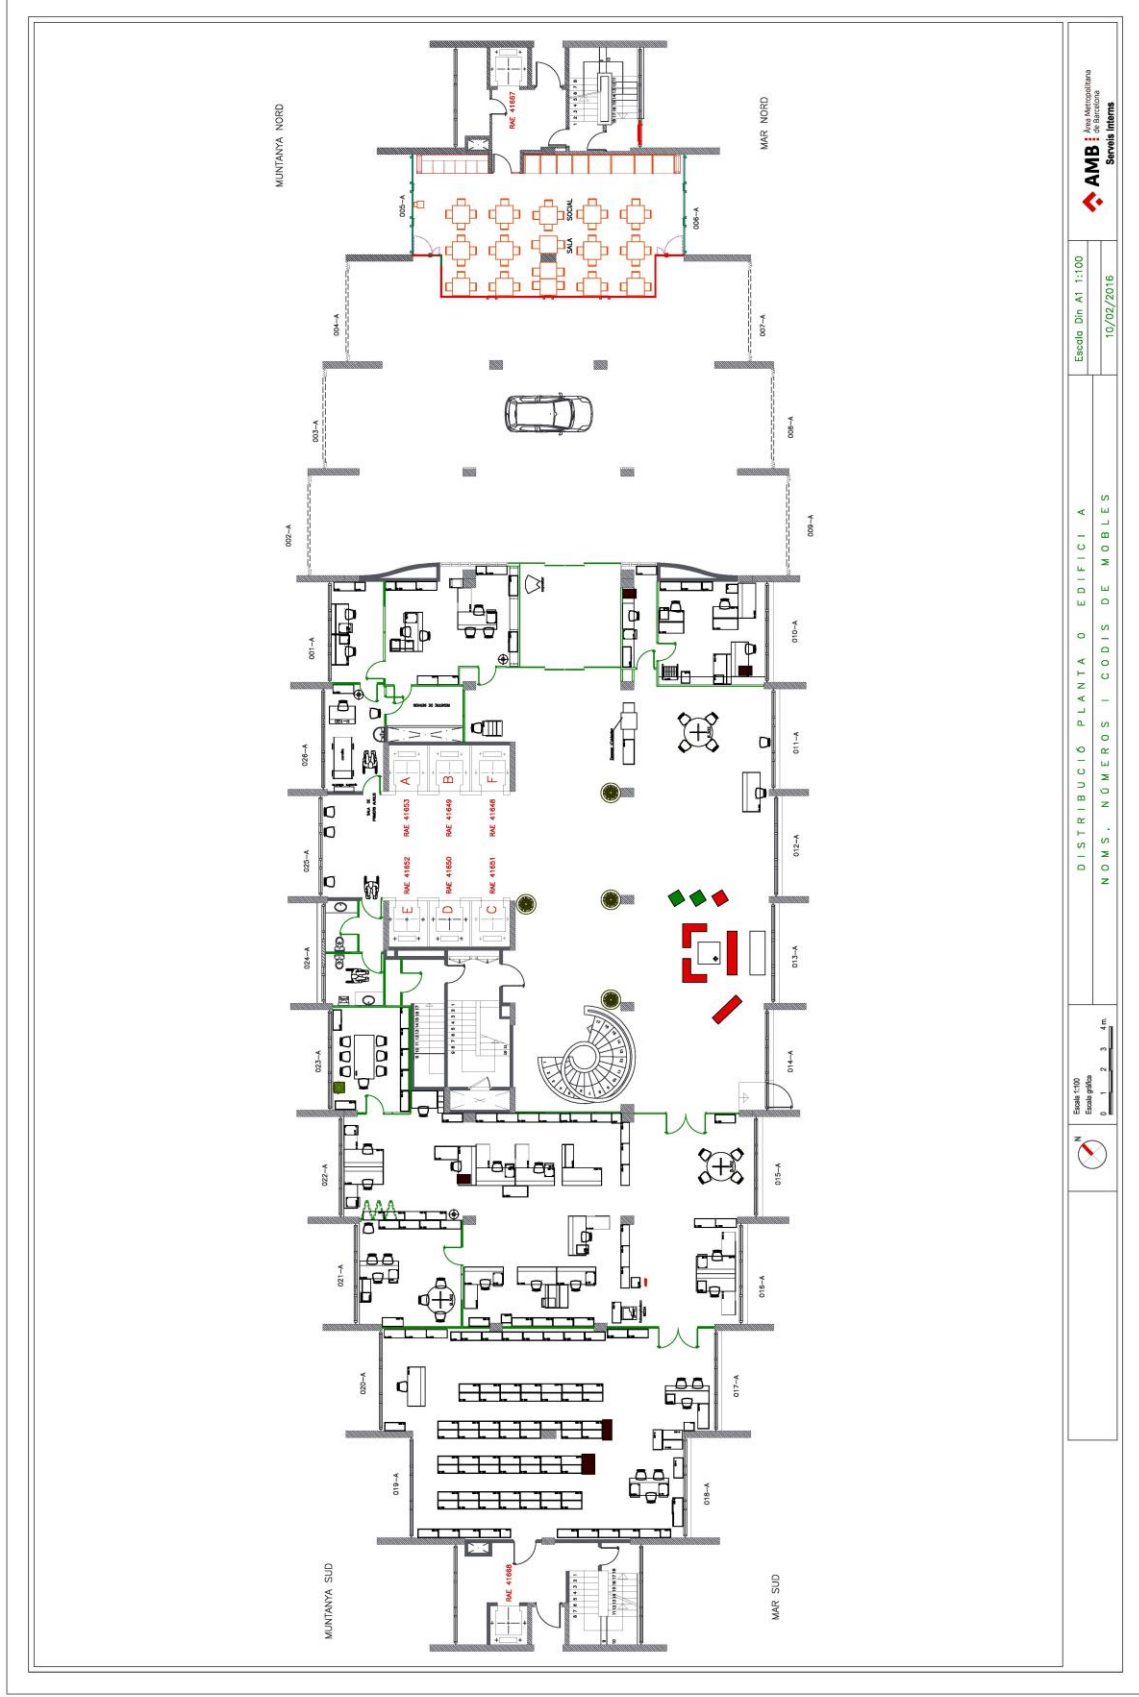 MUNTANYA NORD
MAR NORD
RAE 41667
005-A
006-A
SALA
SOCIAL
004-A
007-A
003-A
008-A
002-A
009-A
001-A
010-A
026-A
011-A
A
B
F
RAE 41653
RAE 41649
RAE 41648
025-A
012-A
RAE 41652
RAE 41650
RAE 41651
E
D
C
024-A
013-A
023-A
014-A
022-A
015-A
021-A
016-A
020-A
017-A
019-A
018-A
RAE 41668
MUNTANYA SUD
MAR SUD
AMB
Àrea Metropolitana
de Barcelona
Serveis Interns
Escala Din A1 1:100
10/02/2016
DISTRIBUCIÓ PLANTA 0 EDIFICI A
NOMS, NÚMEROS I CODIS DE MOBLES
Escala 1:100
Escala gràfica
0 1 2 3 4 m.
N